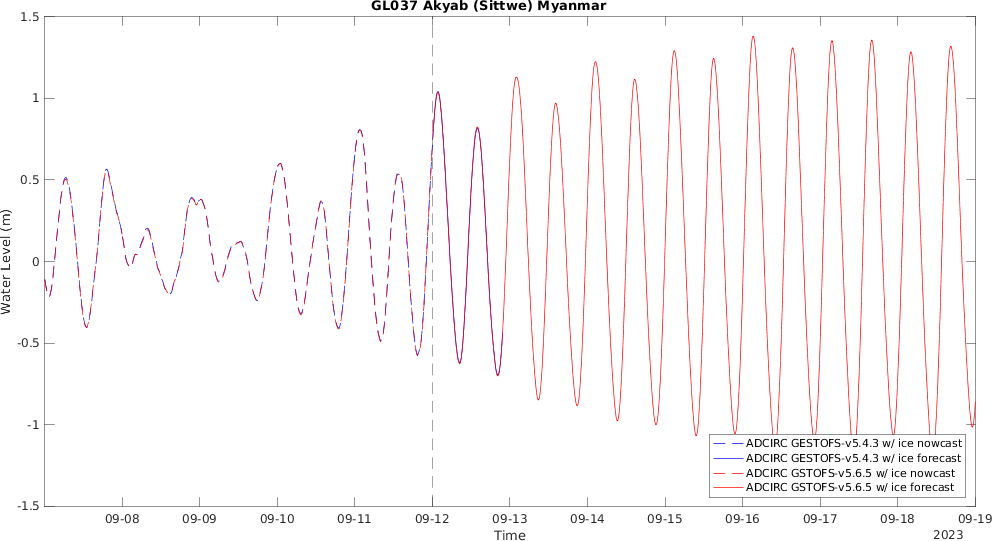 GL037 Akyab (Sittwe) Myanmar
1.5
1
0.5
0
-0.5
-1
-1.5
Water Level (m)
ADCIRC GESTOFS-v5.4.3 w/ ice nowcast
ADCIRC GESTOFS-v5.4.3 w/ ice forecast
ADCIRC GSTOFS-v5.6.5 w/ ice nowcast
ADCIRC GSTOFS-v5.6.5 w/ ice forecast
09-08 09-09 09-10 09-11 09-12 09-13 09-14 09-15 09-16 09-17 09-18 09-19
Time
2023